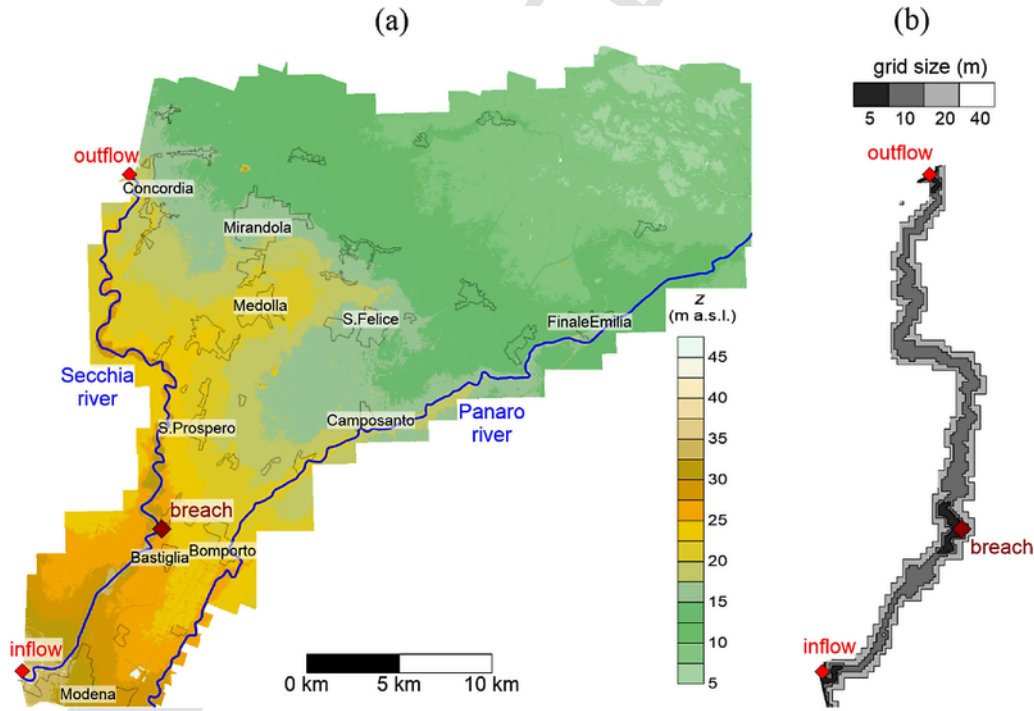 (a)
(b)
grid size (m)
5 10 20 40
outflow
Concordia
Mirandola
Medolla
S.Felice
FinaleEmilia
Secchia
river
S.Prospero
Camposanto
Panaro
river
breach
Bastiglia
Bomporto
inflow
Modena
0 km 5 km 10 km
z
(m a.s.l.)
45
40
35
30
25
20
15
10
5
outflow
breach
inflow